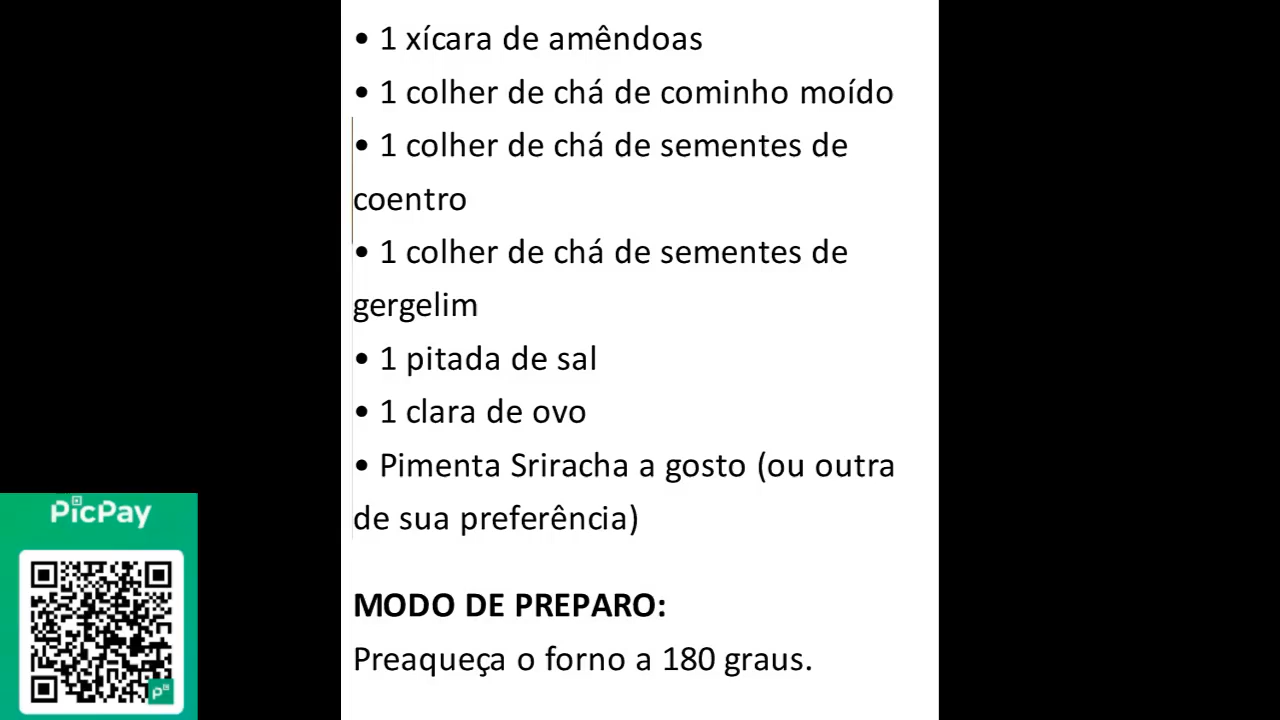 • 1 xícara de amêndoas
• 1 colher de chá de cominho moído
• 1 colher de chá de sementes de
coentro
• 1 colher de chá de sementes de
gergelim
• 1 pitada de sal
• 1 clara de ovo
• Pimenta Sriracha a gosto (ou outra
de sua preferência)
MODO DE PREPARO:
Preaqueça o forno a 180 graus.
PicPay